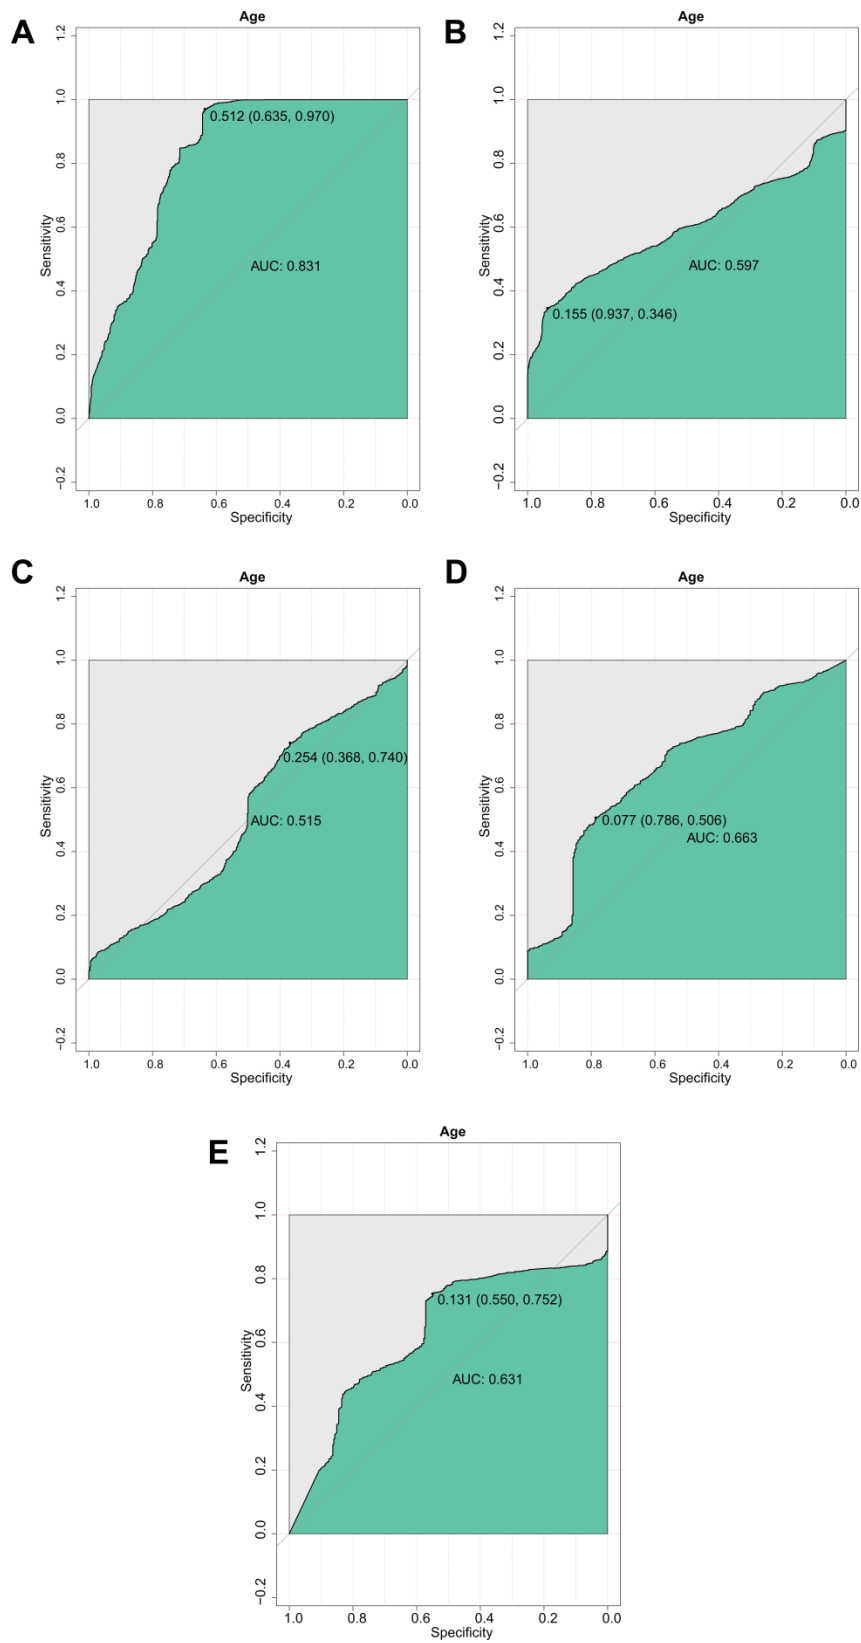 A
Age
1.2
1.0
0.8
0.6
0.4
0.2
0.0
−0.2
Sensitivity
0.512 (0.635, 0.970)
AUC: 0.831
1.0 0.8 0.6 0.4 0.2 0.0
Specificity
B
Age
1.2
1.0
0.8
0.6
0.4
0.2
0.0
−0.2
Sensitivity
AUC: 0.597
0.155 (0.937, 0.346)
1.0 0.8 0.6 0.4 0.2 0.0
Specificity
C
Age
1.2
1.0
0.8
0.6
0.4
0.2
0.0
−0.2
Sensitivity
0.254 (0.368, 0.740)
AUC: 0.515
1.0 0.8 0.6 0.4 0.2 0.0
Specificity
D
Age
1.2
1.0
0.8
0.6
0.4
0.2
0.0
−0.2
Sensitivity
0.077 (0.786, 0.506)
AUC: 0.663
1.0 0.8 0.6 0.4 0.2 0.0
Specificity
E
Age
1.2
1.0
0.8
0.6
0.4
0.2
0.0
−0.2
Sensitivity
0.131 (0.550, 0.752)
AUC: 0.631
1.0 0.8 0.6 0.4 0.2 0.0
Specificity